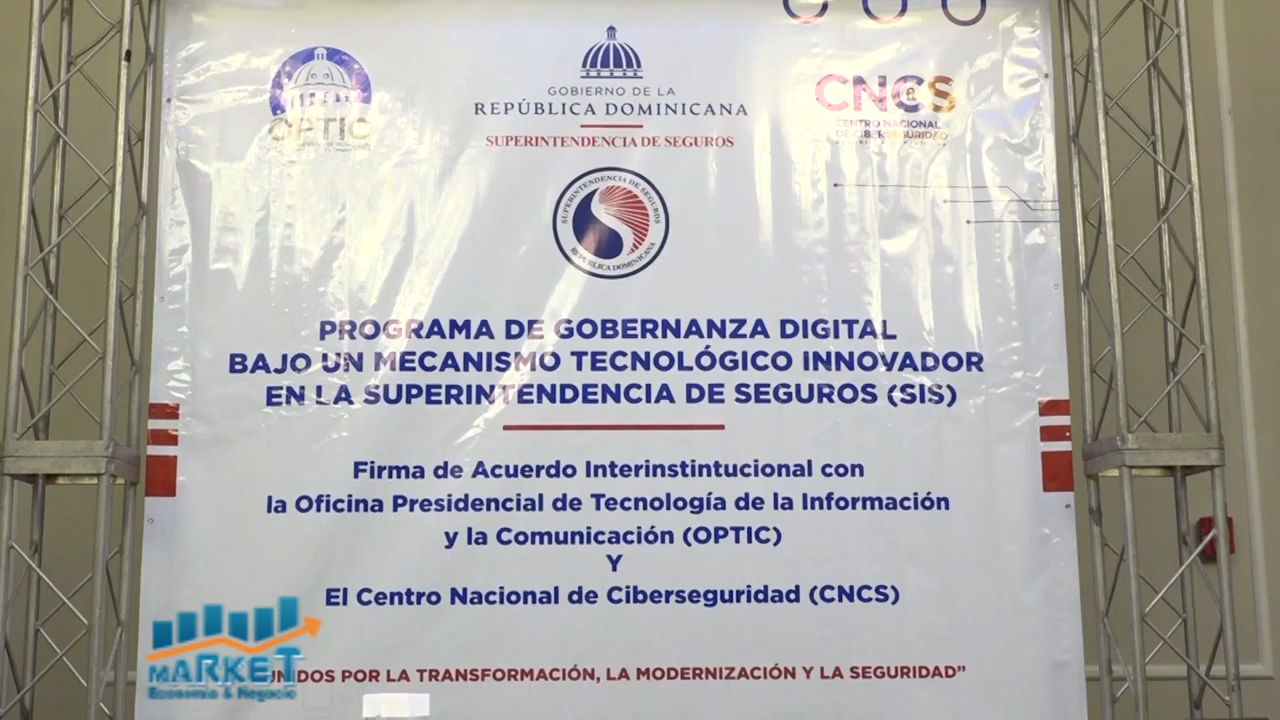 OPTIC
GOBIERNO DE LA
REPÚBLICA DOMINICANA
SUPERINTENDENCIA DE SEGUROS
CNCS
CENTRO NACIONAL
DE CIBERSEGURIDAD
SUPERINTENDENCIA DE SEGUROS
REPÚBLICA DOMINICANA
PROGRAMA DE GOBERNANZA DIGITAL
BAJO UN MECANISMO TECNOLÓGICO INNOVADOR
EN LA SUPERINTENDENCIA DE SEGUROS (SIS)
Firma de Acuerdo Interinstintucional con
la Oficina Presidencial de Tecnología de la Información
y la Comunicación (OPTIC)
Y
El Centro Nacional de Ciberseguridad (CNCS)
UNIDOS POR LA TRANSFORMACIÓN, LA MODERNIZACIÓN Y LA SEGURIDAD”
MARKET
Economía & Negocio